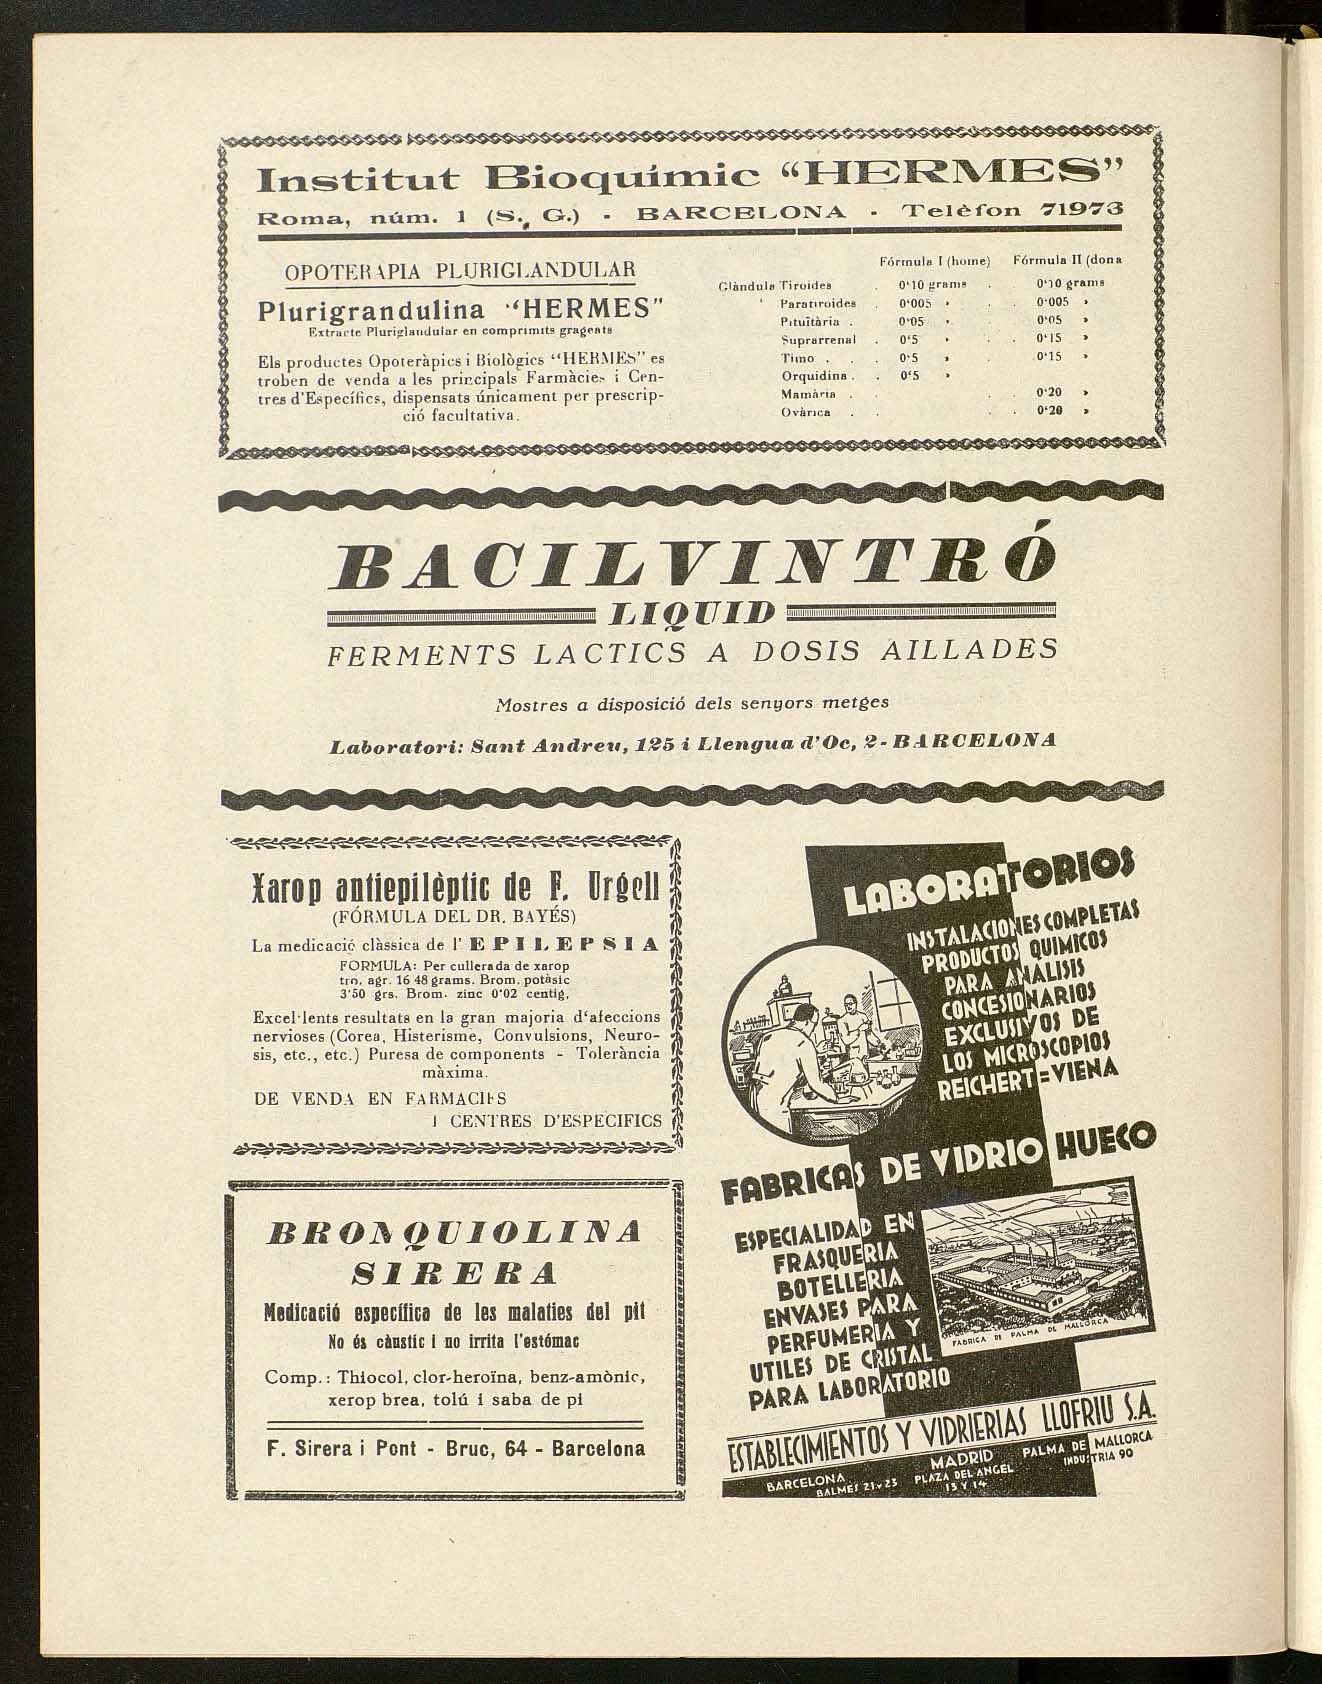 Institut Bioquímic "HERMES"
Roma, núm. 1 (S. G.) - BARCELONA - Telèfon 71973
OPOTERAPIA PLURIGLANDULAR
Plurigrandulina "HERMES"
Extracte Pluriglandular en comprimits grageats
Els productes Opoteràpics i Biològics "HERMES" es
troben de venda a les principals Farmàcies i Cen-
tres d'Específics, dispensats únicament per prescrip-
ció facultativa.
Fórmula I (home) Fórmula II (dona
Glàndula Tiroides . 0'10 grams . 0'10 grams
' Paratiroides . 0'005 » . 0'005 »
Pituïtària . 0'05 » . 0'05 »
Suprarrenal . 0'5 » . . 0'15 »
Timo . . . 0'5 » . . 0'15 »
Orquidina . . 0'5 »
Mamària . . . . 0'20 »
Ovàrica . . . . 0'20 »
BACILVINTRÓ
LIQUID
FERMENTS LACTICS A DOSIS AILLADES
Mostres a disposició dels senyors metges
Laboratori: Sant Andreu, 125 i Llengua d'Oc, 2 - BARCELONA
Xarop antiepilèptic de F. Urgell
(FÓRMULA DEL DR. BAYÉS)
La medicació clàssica de l' EPILEPSIA
FORMULA: Per cullerada de xarop
trn. agr. 16 48 grams. Brom. potàsic
3'50 grs. Brom. zinc 0'02 centig,
Excel·lents resultats en la gran majoria d'afeccions
nervioses (Corea, Histerisme, Convulsions, Neuro-
sis, etc., etc.) Puresa de components - Tolerància
màxima.
DE VENDA EN FARMACIES
I CENTRES D'ESPECIFICS
BRONQUIOLINA
SIRERA
Medicació específica de les malaties del pit
No és càustic i no irrita l'estómac
Comp.: Thiocol, clor-heroïna, benz-amònic,
xerop brea, tolú i saba de pi
F. Sirera i Pont - Bruc, 64 - Barcelona
LABORATORIOS
INSTALACIONES COMPLETAS
PRODUCTOS QUIMICOS
PARA ANALISIS
CONCESIONARIOS
EXCLUSIVOS DE
LOS MICROSCOPIOS
REICHERT=VIENA
FABRICAS DE VIDRIO HUECO
ESPECIALIDAD EN
FRASQUERIA
BOTELLERIA
ENVASES PARA
PERFUMERIA Y
UTILES DE CRISTAL
PARA LABORATORIO
FABRICA DE PALMA DE MALLORCA
ESTABLECIMIENTOS Y VIDRIERIAS LLOFRIU S.A.
BARCELONA
BALMES 21 y 23
MADRID
PLAZA DEL ANGEL
13 Y 14
PALMA DE MALLORCA
INDUSTRIA 90